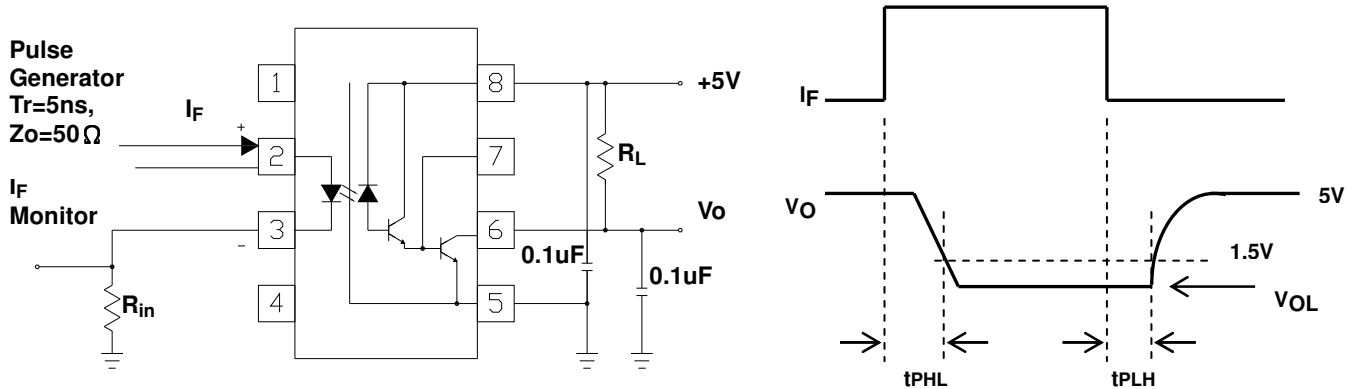 Pulse
Generator
Tr=5ns,
Zo=50Ω
IF
IF
Monitor
Rin
+
-
1
2
3
4
8
7
6
5
+5V
RL
Vo
0.1uF
0.1uF
IF
VO
5V
1.5V
VOL
tPHL
tPLH